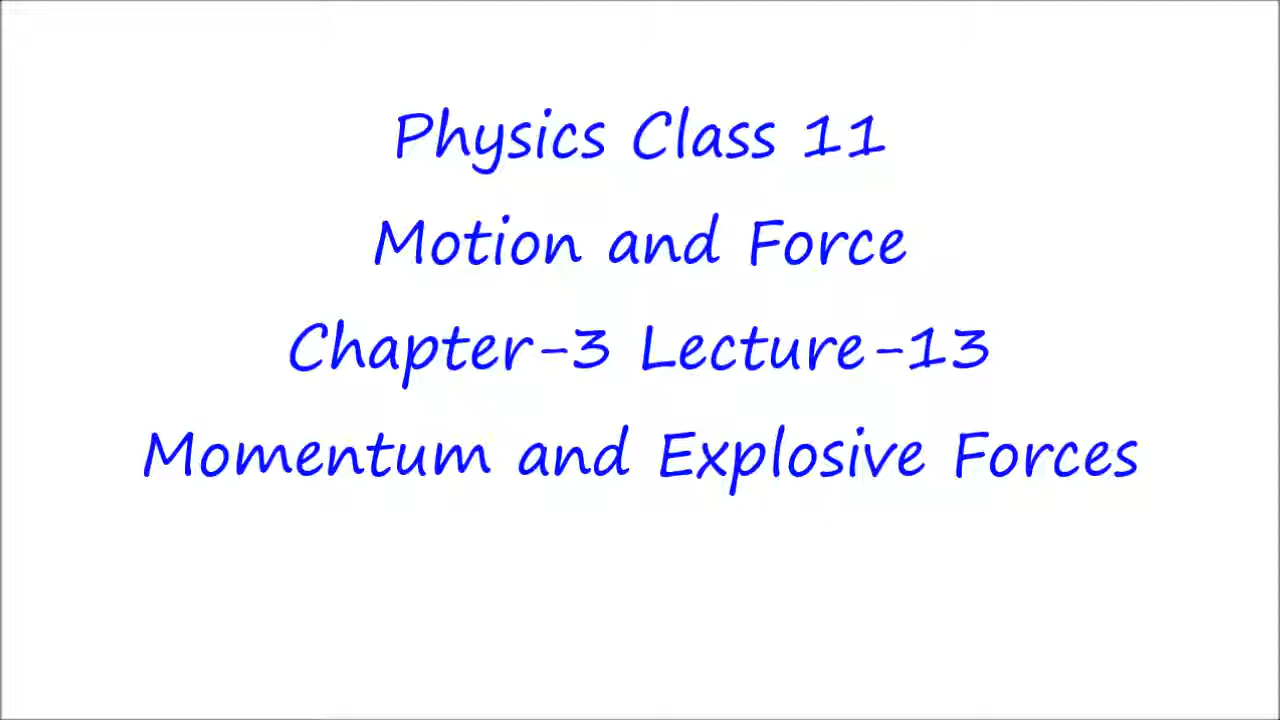 Physics Class 11
Motion and Force
Chapter-3 Lecture-13
Momentum and Explosive Forces